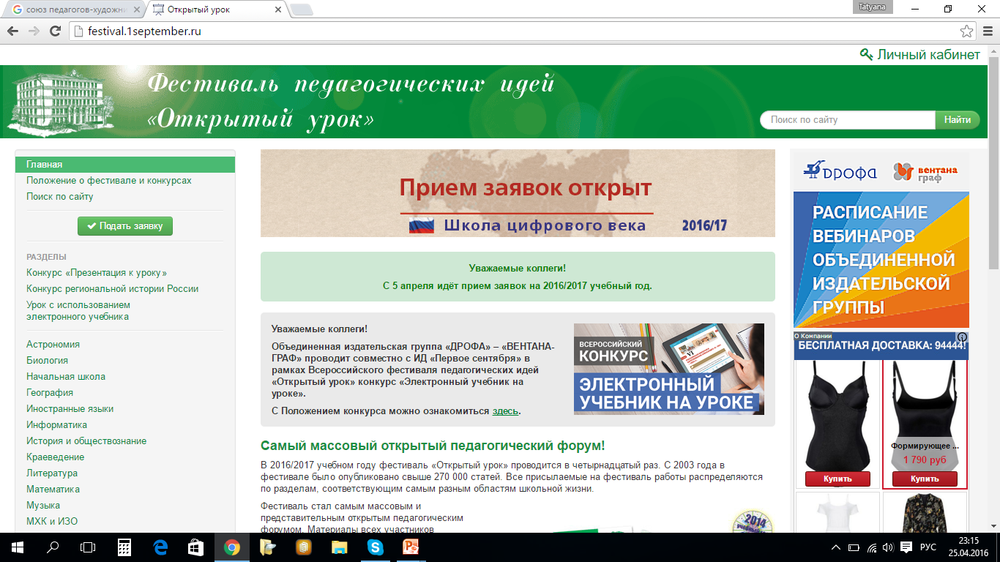 союз педагогов-художни
Открытый урок
Tatyana
festival.1september.ru
Личный кабинет
Фестиваль педагогических идей
«Открытый урок»
Поиск по сайту
Найти
Главная
Положение о фестивале и конкурсах
Поиск по сайту
Подать заявку
РАЗДЕЛЫ
Конкурс «Презентация к уроку»
Конкурс региональной истории России
Урок с использованием
электронного учебника
Астрономия
Биология
Начальная школа
География
Иностранные языки
Информатика
История и обществознание
Краеведение
Литература
Математика
Музыка
МХК и ИЗО
Прием заявок открыт
Школа цифрового века 2016/17
Уважаемые коллеги!
С 5 апреля идёт прием заявок на 2016/2017 учебный год.
Уважаемые коллеги!
Объединенная издательская группа «ДРОФА» – «ВЕНТАНА-
ГРАФ» проводит совместно с ИД «Первое сентября» в
рамках Всероссийского фестиваля педагогических идей
«Открытый урок» конкурс «Электронный учебник на
уроке».
С Положением конкурса можно ознакомиться здесь.
ВСЕРОССИЙСКИЙ
КОНКУРС
ЭЛЕКТРОННЫЙ
УЧЕБНИК НА УРОКЕ
Самый массовый открытый педагогический форум!
В 2016/2017 учебном году фестиваль «Открытый урок» проводится в четырнадцатый раз. С 2003 года в
фестивале было опубликовано свыше 270 000 статей. Все присылаемые на фестиваль работы распределяются
по разделам, соответствующим самым разным областям школьной жизни.
Фестиваль стал самым массовым и
представительным открытым педагогическим
форумом. Материалы всех участников
2014
учебный
дрофа
вентана
граф
РАСПИСАНИЕ
ВЕБИНАРОВ
ОБЪЕДИНЕННОЙ
ИЗДАТЕЛЬСКОЙ
ГРУППЫ
О Компании
БЕСПЛАТНАЯ ДОСТАВКА: 94444!
Формирующее ...
1 790 руб
Купить
Купить
РУС
23:15
25.04.2016